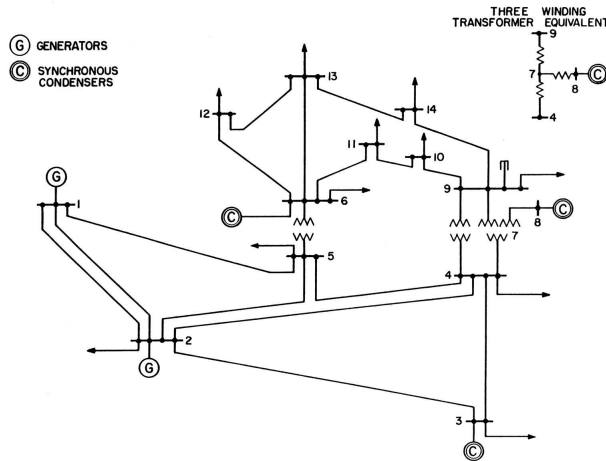 THREE WINDING
TRANSFORMER EQUIVALENT
9
7
C
8
4
G GENERATORS
C SYNCHRONOUS
CONDENSERS
13
12
14
11
10
G
1
C
6
9
7
8
C
5
4
2
G
3
C